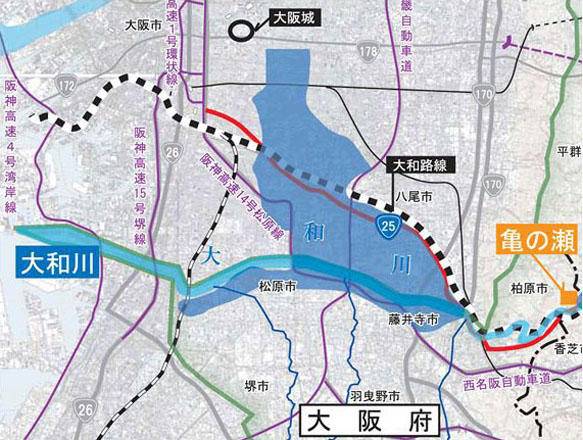 大阪市
大阪城
阪神高速1号環状線
畿自動車道
178
170
172
阪神高速4号湾岸線
阪神高速15号堺線
26
阪神高速14号松原線
大和路線
八尾市
25
170
平群
亀の瀬
大和川
大和川
松原市
柏原市
藤井寺市
香芝市
西名阪自動車道
堺市
羽曳野市
26
大阪府